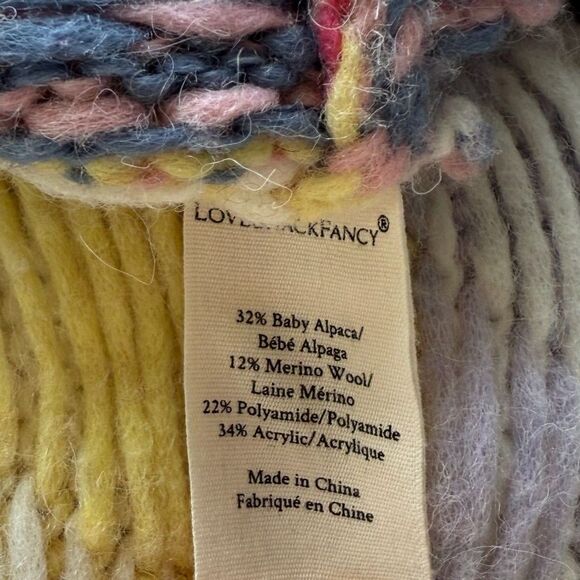 LOVESHACKFANCY®
32% Baby Alpaca/
Bébé Alpaga
12% Merino Wool/
Laine Mérino
22% Polyamide/Polyamide
34% Acrylic/Acrylique
Made in China
Fabriqué en Chine